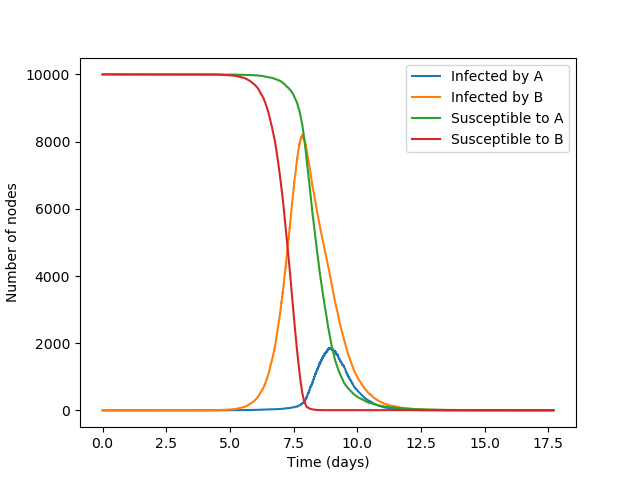 Infected by A
Infected by B
Susceptible to A
Susceptible to B
10000
8000
6000
4000
2000
0
Number of nodes
0.0 2.5 5.0 7.5 10.0 12.5 15.0 17.5
Time (days)